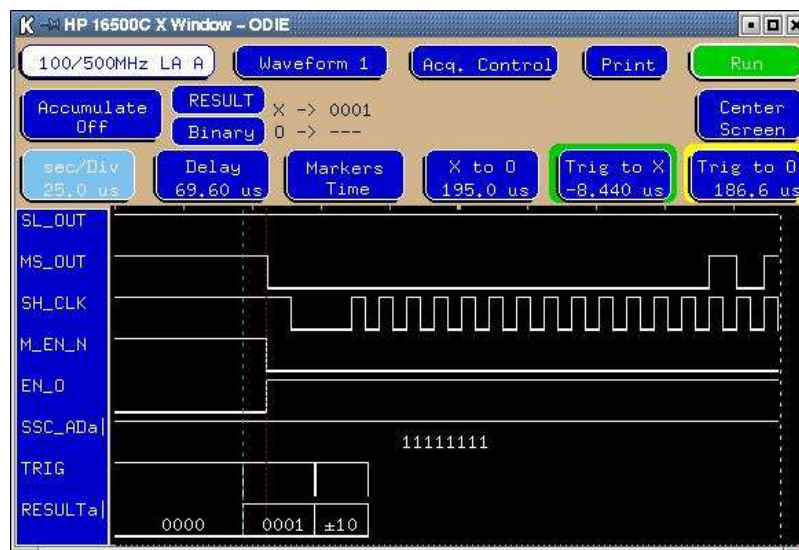 HP 16500C X Window - ODIE
100/500MHz LA A
Waveform 1
Acq. Control
Print
Run
Accumulate
Off
RESULT X -> 0001
Binary O -> ---
Center
Screen
sec/Div
25.0 us
Delay
69.60 us
Markers
Time
X to O
195.0 us
Trig to X
-8.440 us
Trig to O
186.6 us
SL_OUT
MS_OUT
SH_CLK
M_EN_N
EN_O
SSC_ADa| 11111111
TRIG
RESULTa| 0000 0001 ±10